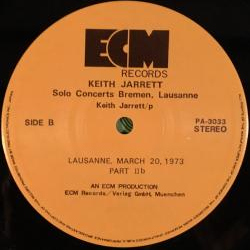 ECM
RECORDS
KEITH JARRETT
Solo Concerts Bremen, Lausanne
Keith Jarrett/p
SIDE B
PA-3033
STEREO
LAUSANNE, MARCH 20, 1973
PART IIb
AN ECM PRODUCTION
ECM Records/Verlag GmbH, Muenchen